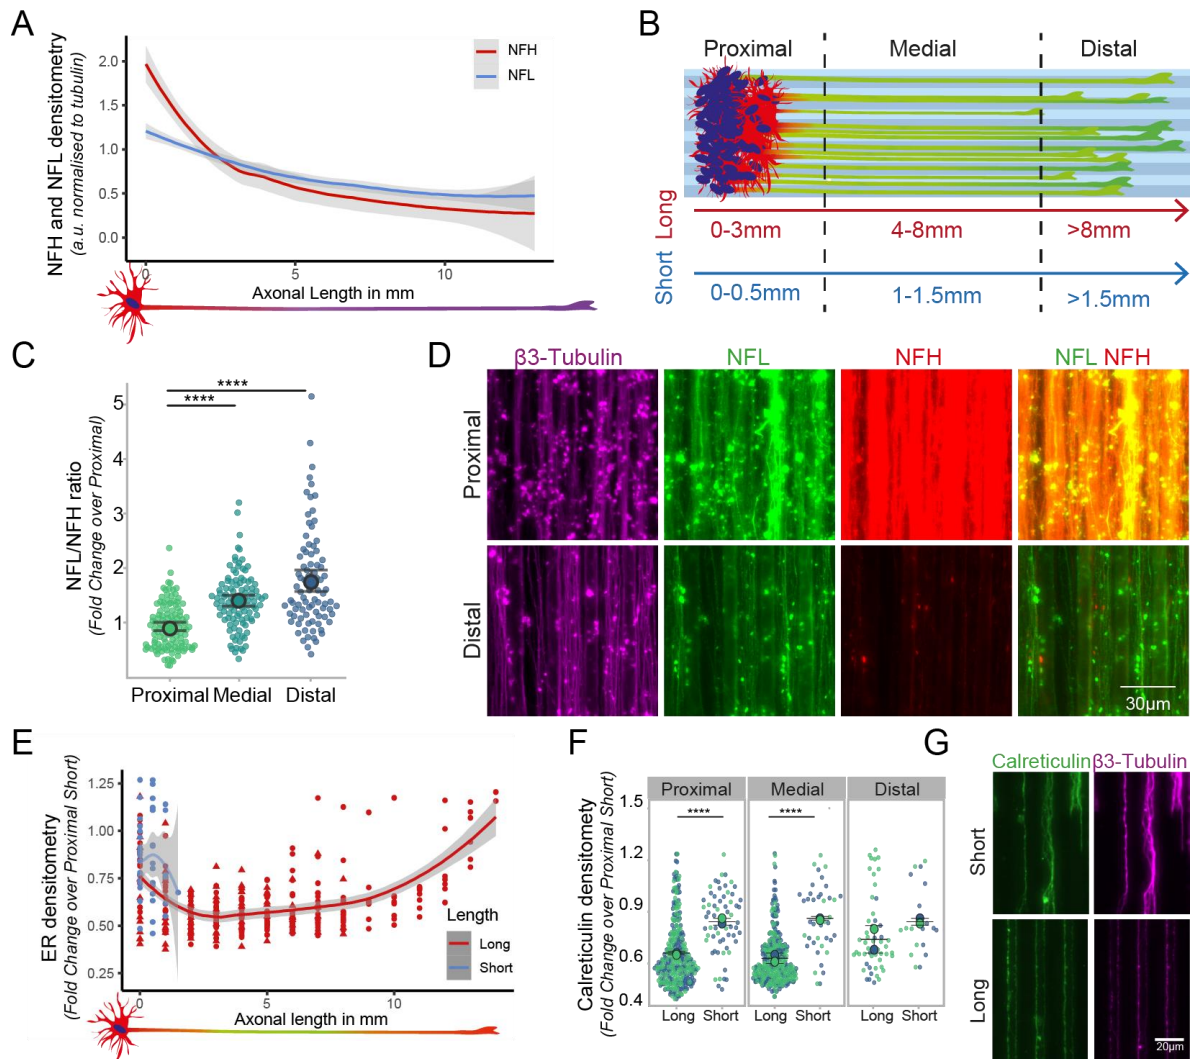 A
NFH and NFL densitometry
(a.u. normalised to tubulin)
2.0
1.5
1.0
0.5
0.0
NFH
NFL
0
5
10
Axonal Length in mm
B
Proximal
Medial
Distal
Long
0-3mm
4-8mm
>8mm
Short
0-0.5mm
1-1.5mm
>1.5mm
C
NFL/NFH ratio
(Fold Change over Proximal)
5
4
3
2
1
****
****
Proximal
Medial
Distal
D
β3-Tubulin
NFL
NFH
NFL NFH
Proximal
Distal
30µm
E
ER densitometry
(Fold Change over Proximal Short)
1.25
1.00
0.75
0.50
0.25
Length
Long
Short
0
5
10
Axonal length in mm
F
Calreticulin densitomety
(Fold Change over Proximal Short)
1.5
1.2
0.9
0.6
0.4
Proximal
Medial
Distal
****
****
Long
Short
Long
Short
Long
Short
G
Calreticulin
β3-Tubulin
Short
Long
20µm